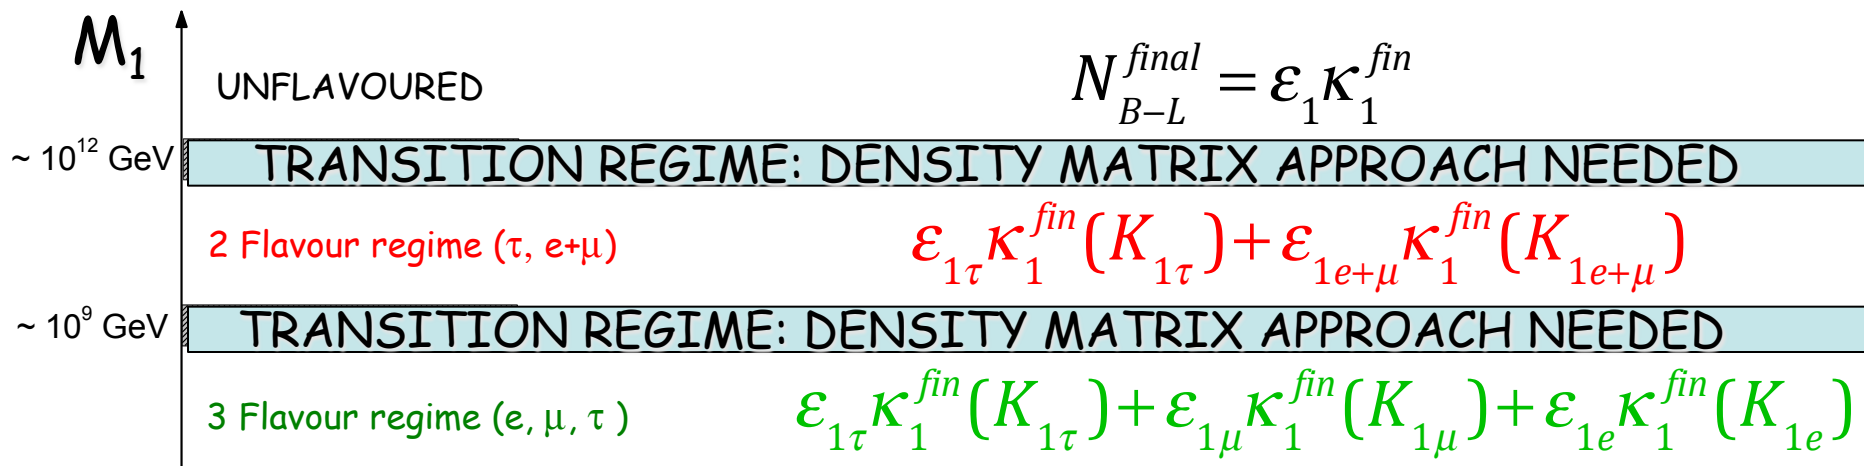 M₁
UNFLAVOURED N_{B−L}^{final} = ε₁κ₁^{fin}
~ 10¹² GeV TRANSITION REGIME: DENSITY MATRIX APPROACH NEEDED
2 Flavour regime (τ, e+μ) ε_{1τ}κ₁^{fin}(K_{1τ})+ε_{1e+μ}κ₁^{fin}(K_{1e+μ})
~ 10⁹ GeV TRANSITION REGIME: DENSITY MATRIX APPROACH NEEDED
3 Flavour regime (e, μ, τ ) ε_{1τ}κ₁^{fin}(K_{1τ})+ε_{1μ}κ₁^{fin}(K_{1μ})+ε_{1e}κ₁^{fin}(K_{1e})